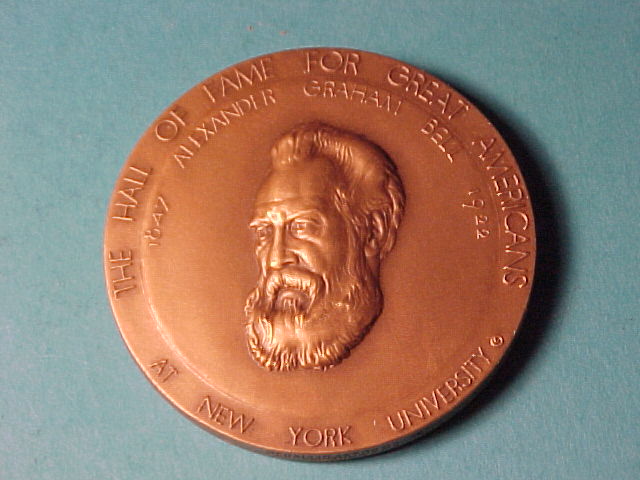 THE HALL OF FAME FOR GREAT AMERICANS
ALEXANDER GRAHAM BELL
1847 1922
AT NEW YORK UNIVERSITY ©